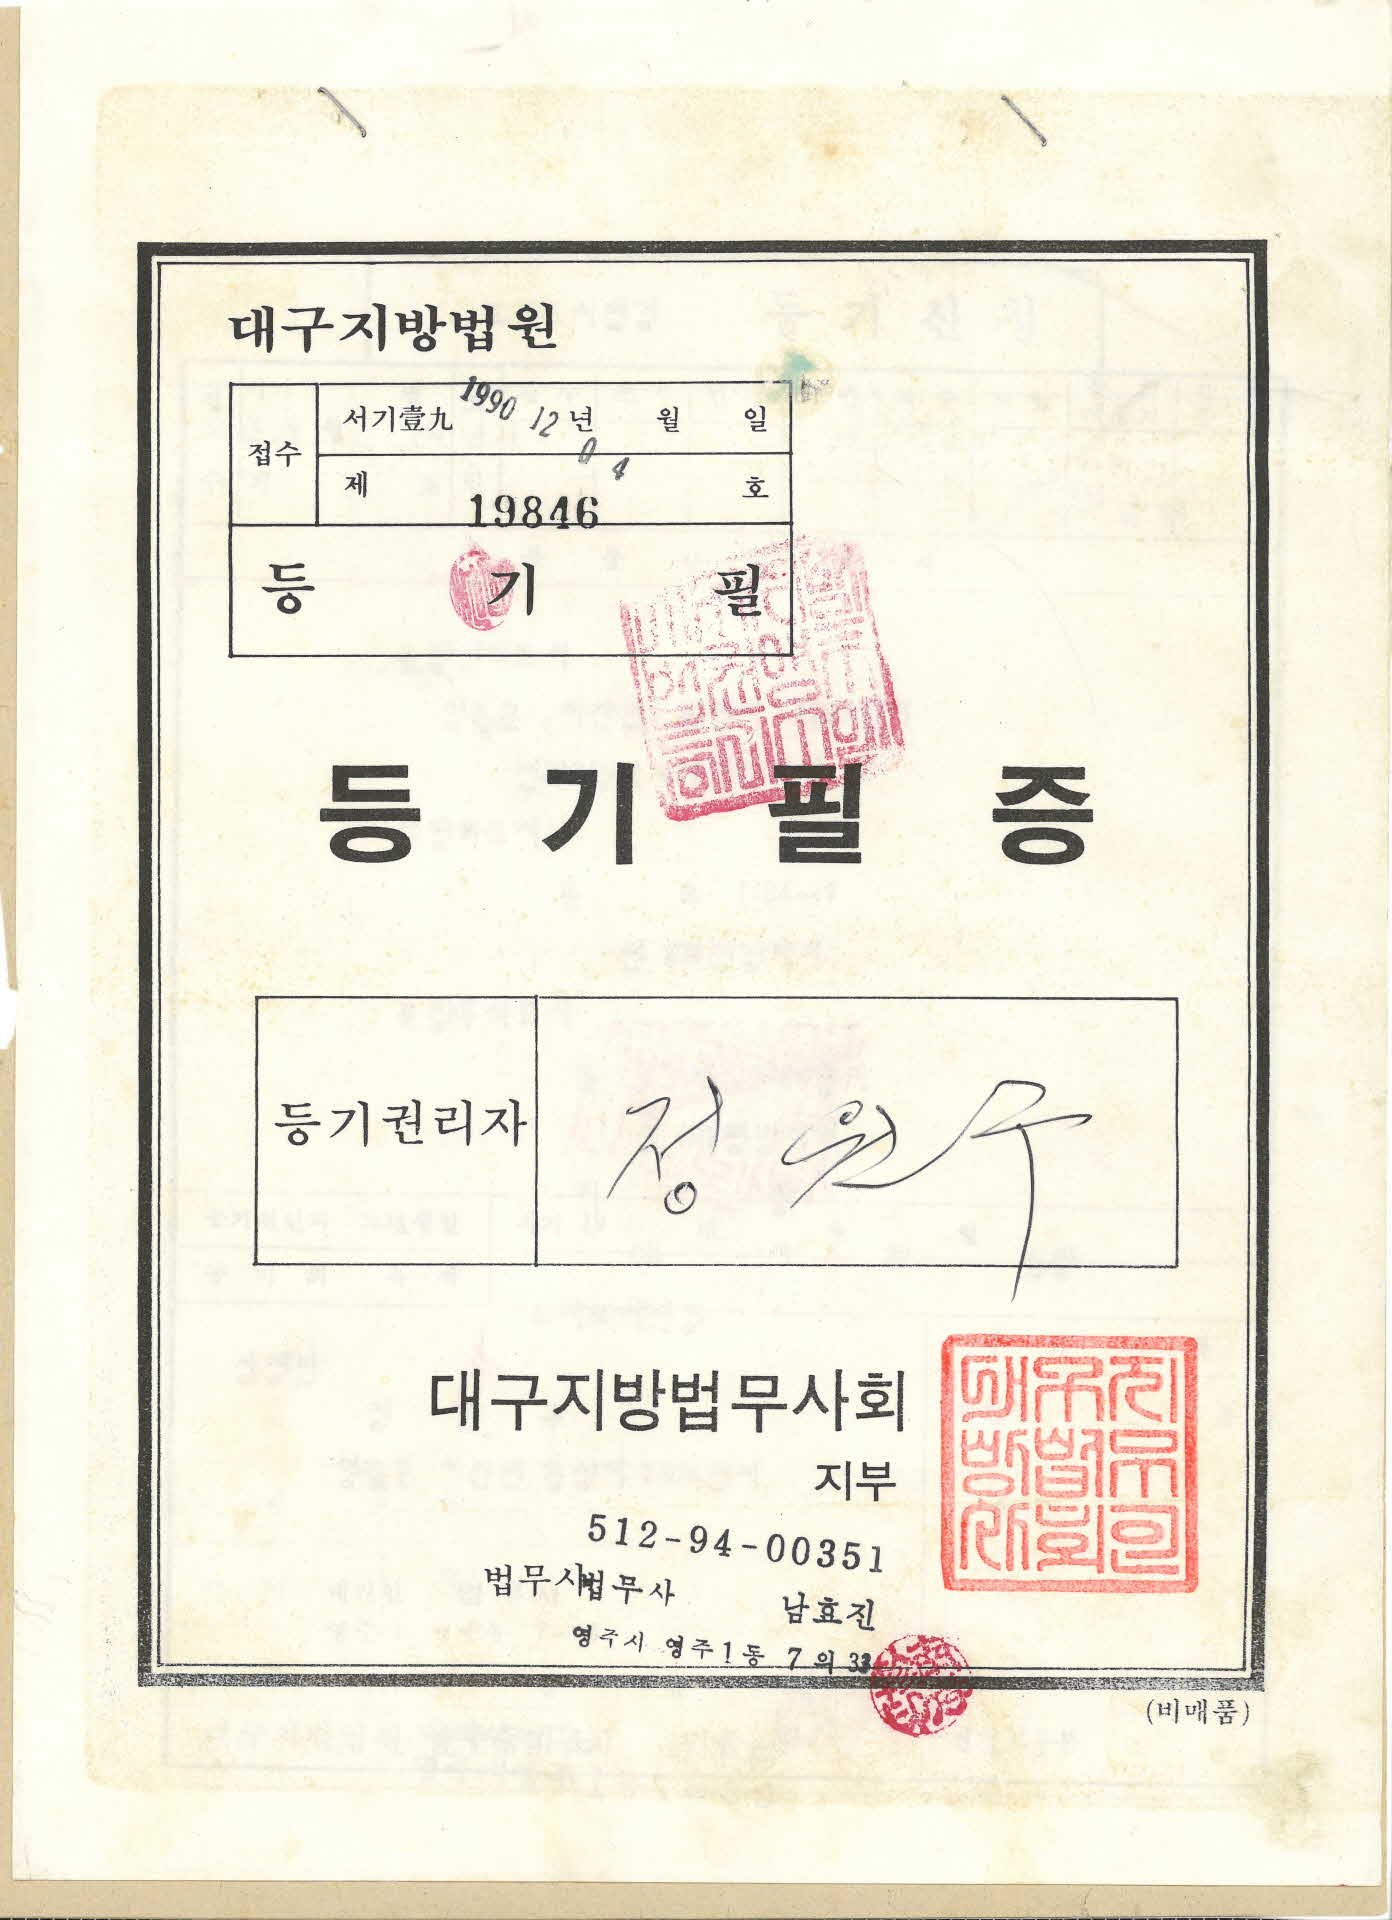 대구지방법원
접수 서기壹九 1990 12 년 월 일
04
제 19846 호
등 기 필
등 기 필 증
등기권리자 정원수
대구지방법무사회
지부
512-94-00351
법무사법무사 남효진
영주시 영주1동 7의 33
(비매품)